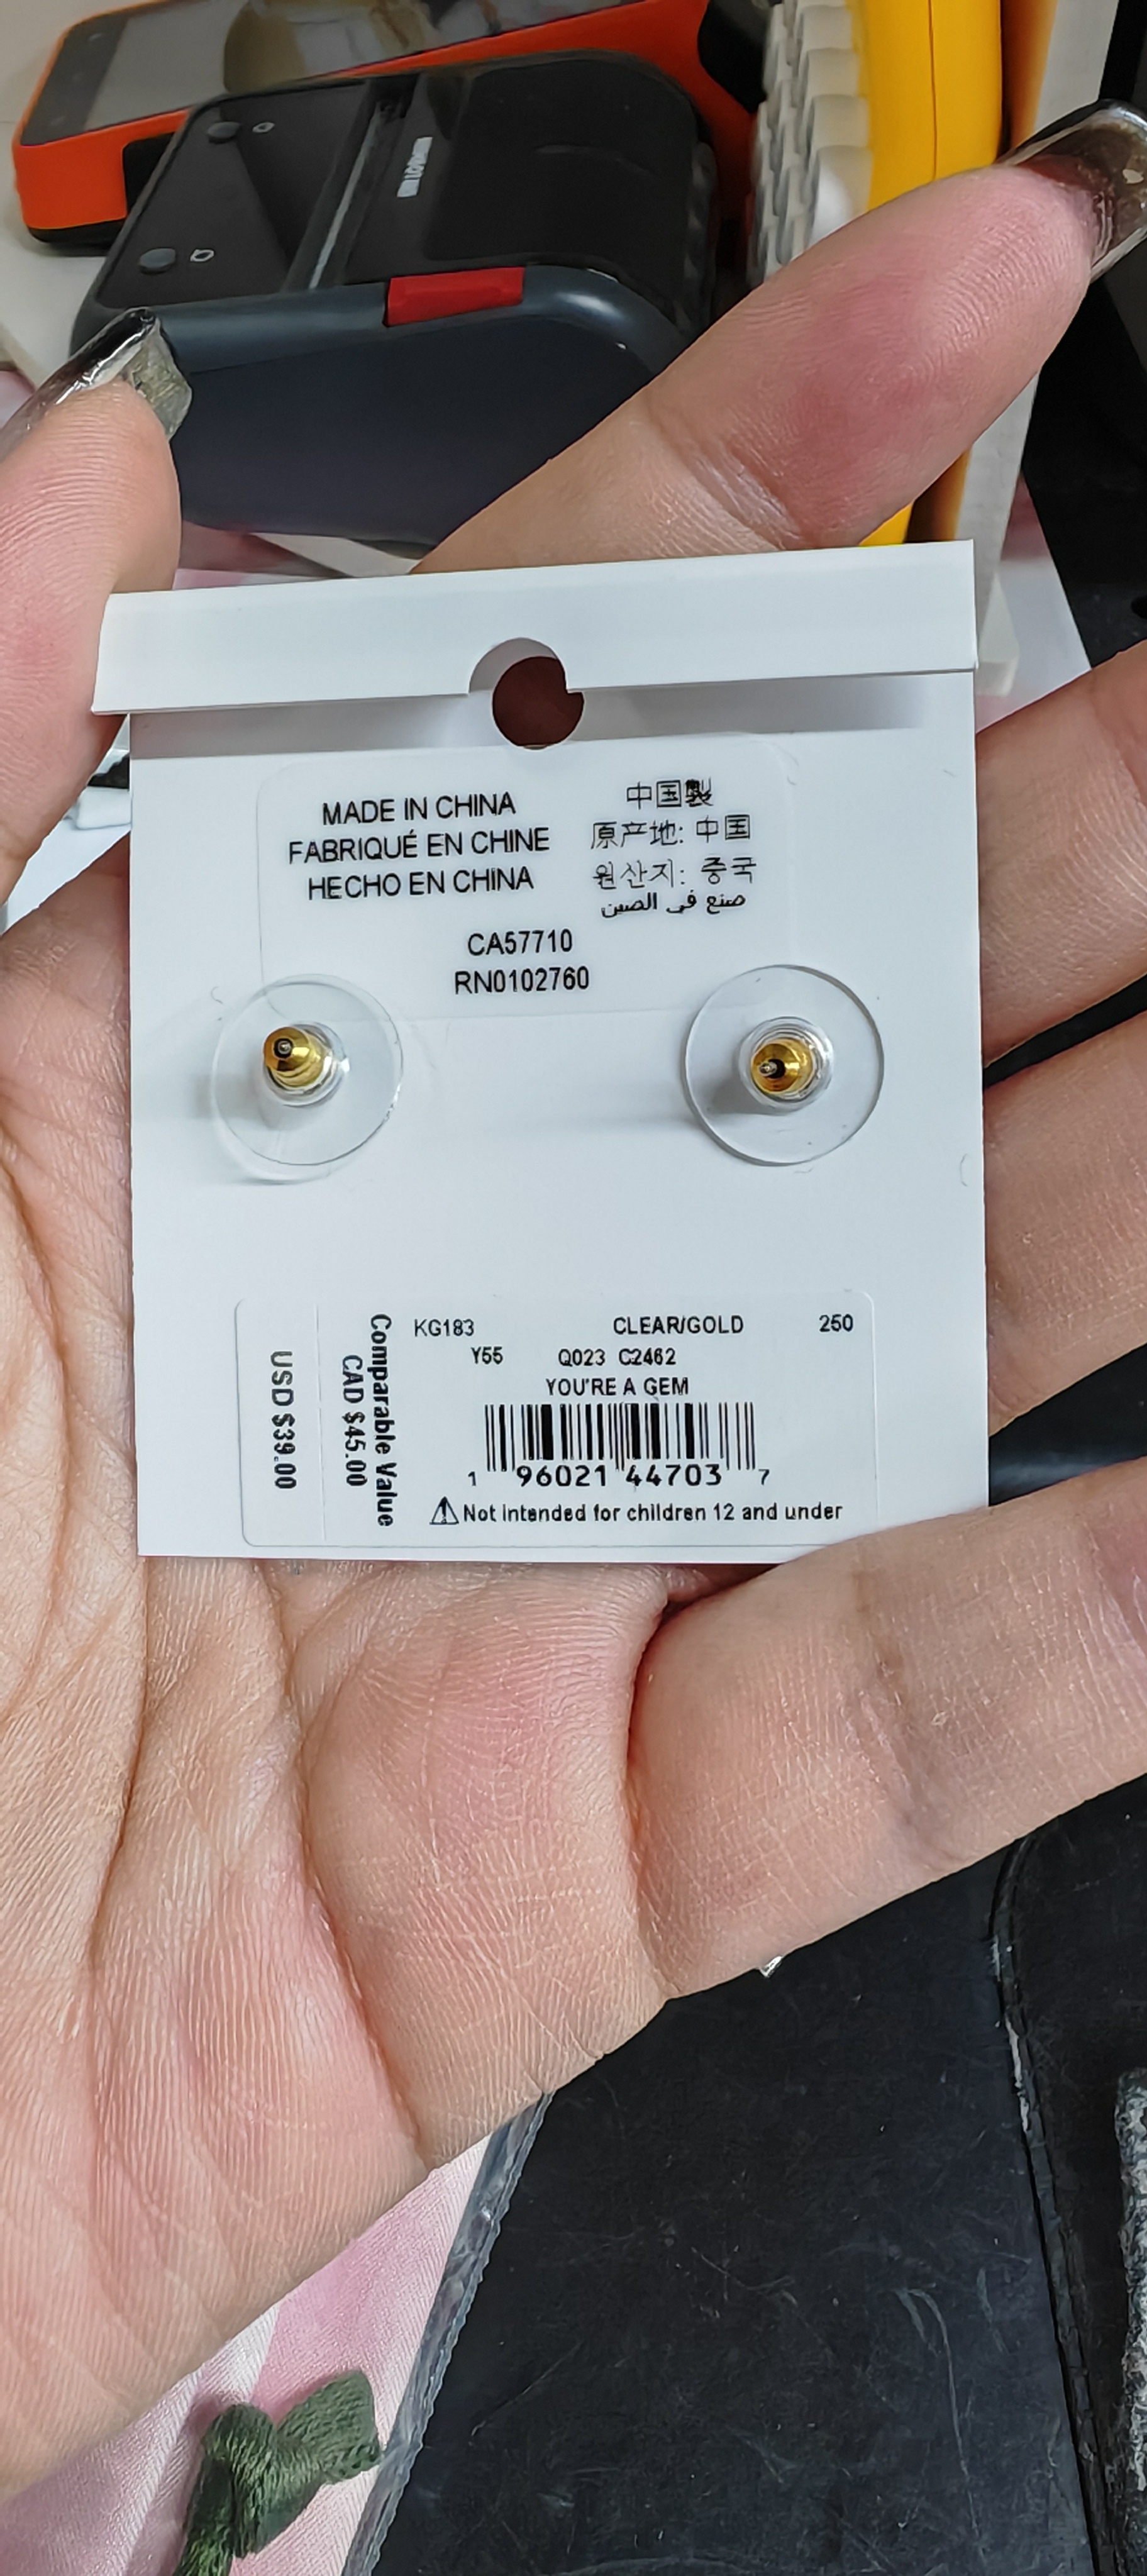 MADE IN CHINA
FABRIQUÉ EN CHINE
HECHO EN CHINA
中国製
原产地: 中国
원산지: 중국
صنع في الصين
CA57710
RN0102760
KG183 CLEAR/GOLD 250
Y55 Q023 C2462
YOU'RE A GEM
1 96021 44703 7
⚠Not intended for children 12 and under
Comparable Value
CAD $45.00
USD $39.00